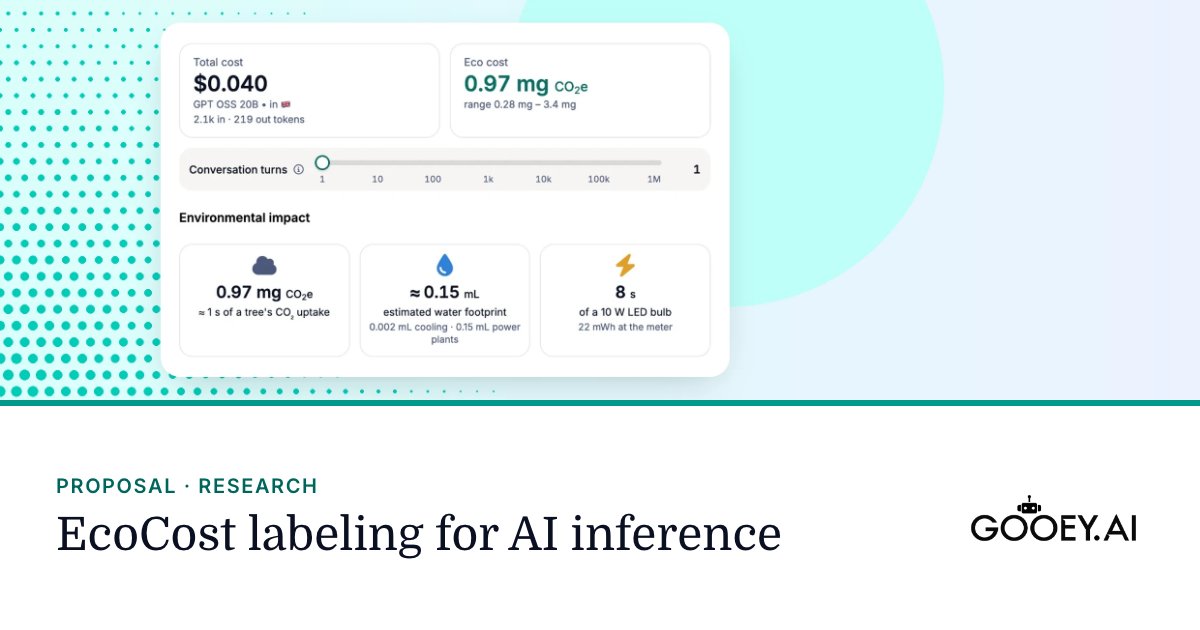 Total cost
$0.040
GPT OSS 20B • in 🇬🇧
2.1k in · 219 out tokens
Eco cost
0.97 mg CO₂e
range 0.28 mg – 3.4 mg
Conversation turns ⓘ
1 10 100 1k 10k 100k 1M
1
Environmental impact
0.97 mg CO₂e
≈ 1 s of a tree's CO₂ uptake
≈ 0.15 mL
estimated water footprint
0.002 mL cooling · 0.15 mL power
plants
8 s
of a 10 W LED bulb
22 mWh at the meter
PROPOSAL · RESEARCH
EcoCost labeling for AI inference
GOOEY.AI